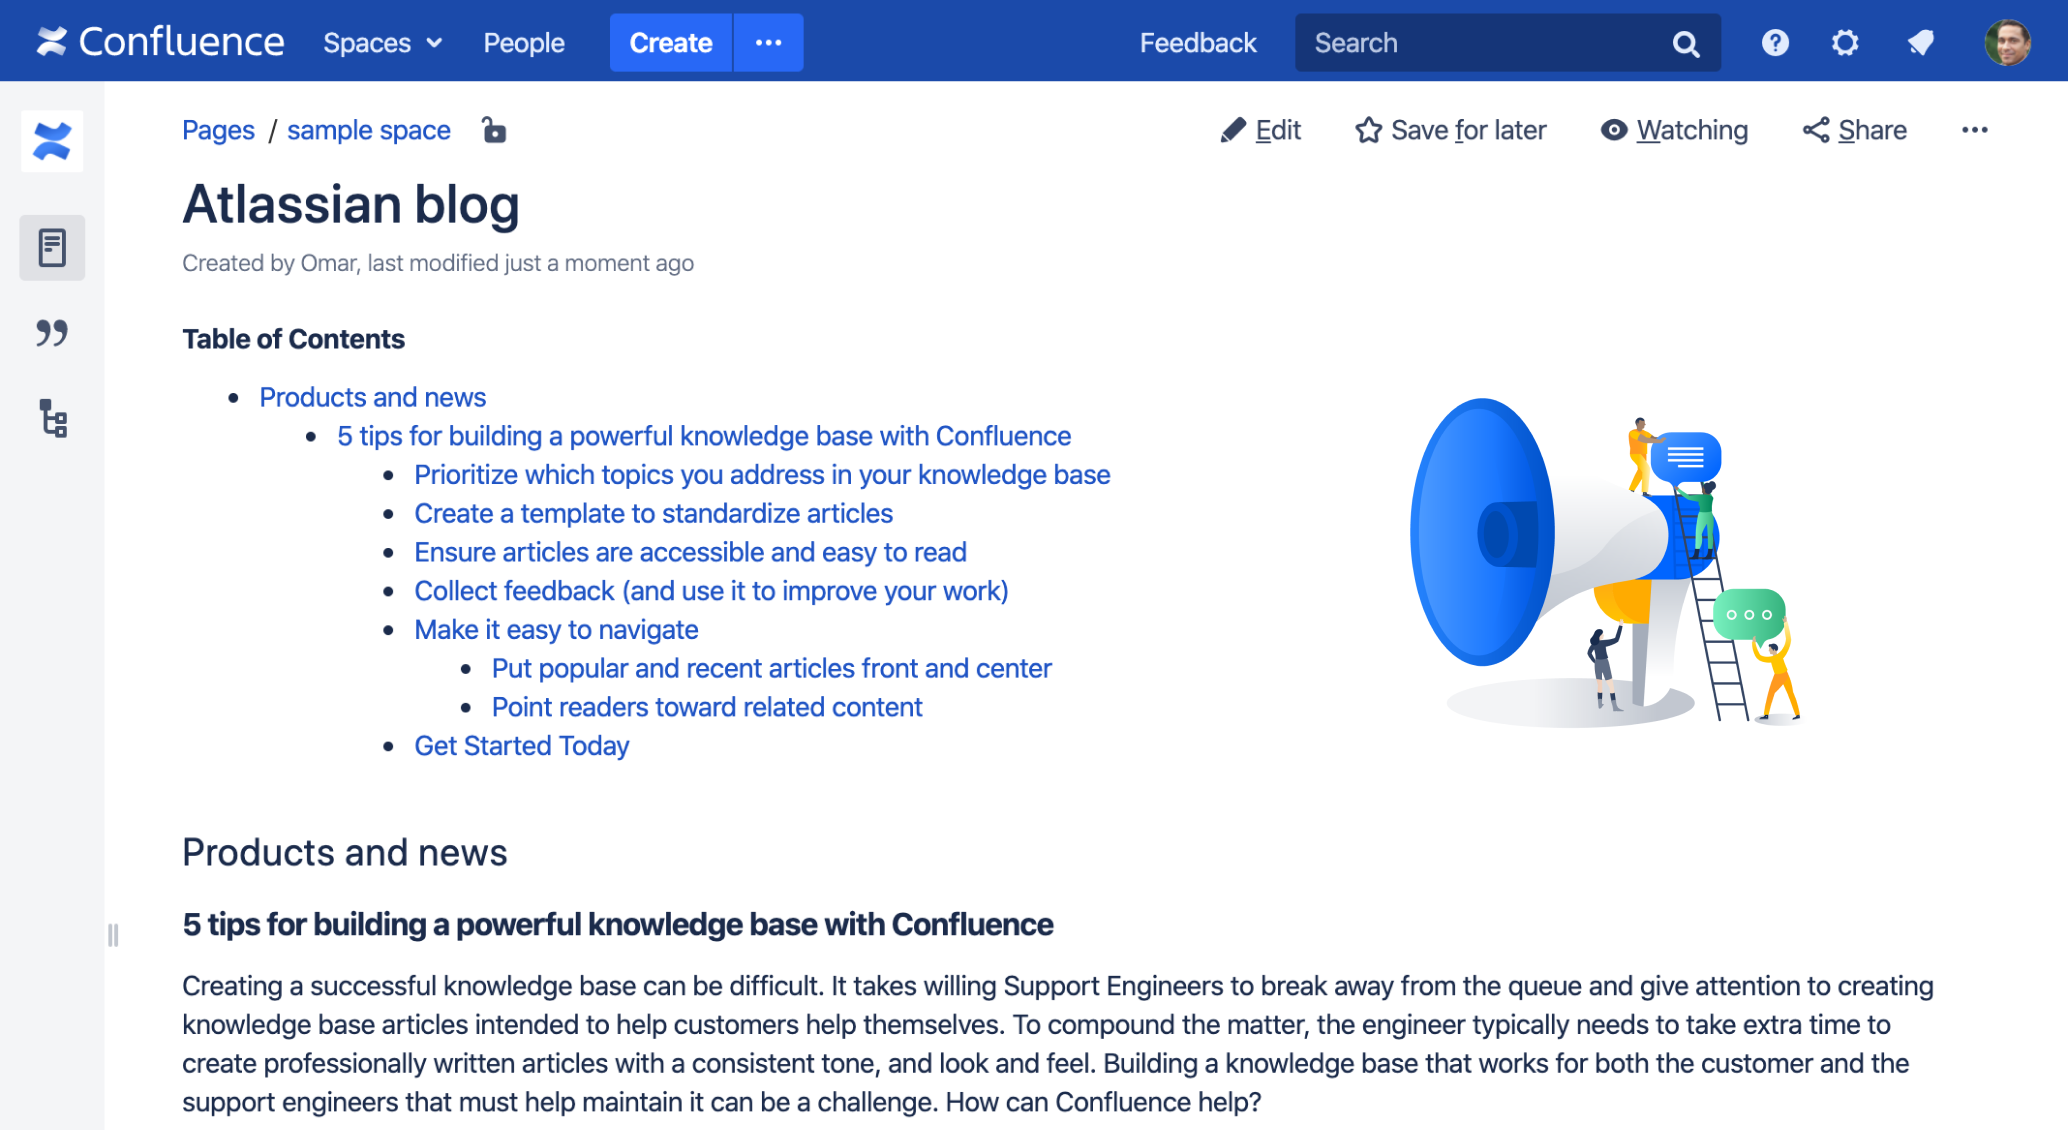 Confluence Spaces People Create Feedback Search
Pages / sample space
Edit Save for later Watching Share
Atlassian blog
Created by Omar, last modified just a moment ago
Table of Contents
Products and news
5 tips for building a powerful knowledge base with Confluence
Prioritize which topics you address in your knowledge base
Create a template to standardize articles
Ensure articles are accessible and easy to read
Collect feedback (and use it to improve your work)
Make it easy to navigate
Put popular and recent articles front and center
Point readers toward related content
Get Started Today
Products and news
5 tips for building a powerful knowledge base with Confluence
Creating a successful knowledge base can be difficult. It takes willing Support Engineers to break away from the queue and give attention to creating
knowledge base articles intended to help customers help themselves. To compound the matter, the engineer typically needs to take extra time to
create professionally written articles with a consistent tone, and look and feel. Building a knowledge base that works for both the customer and the
support engineers that must help maintain it can be a challenge. How can Confluence help?